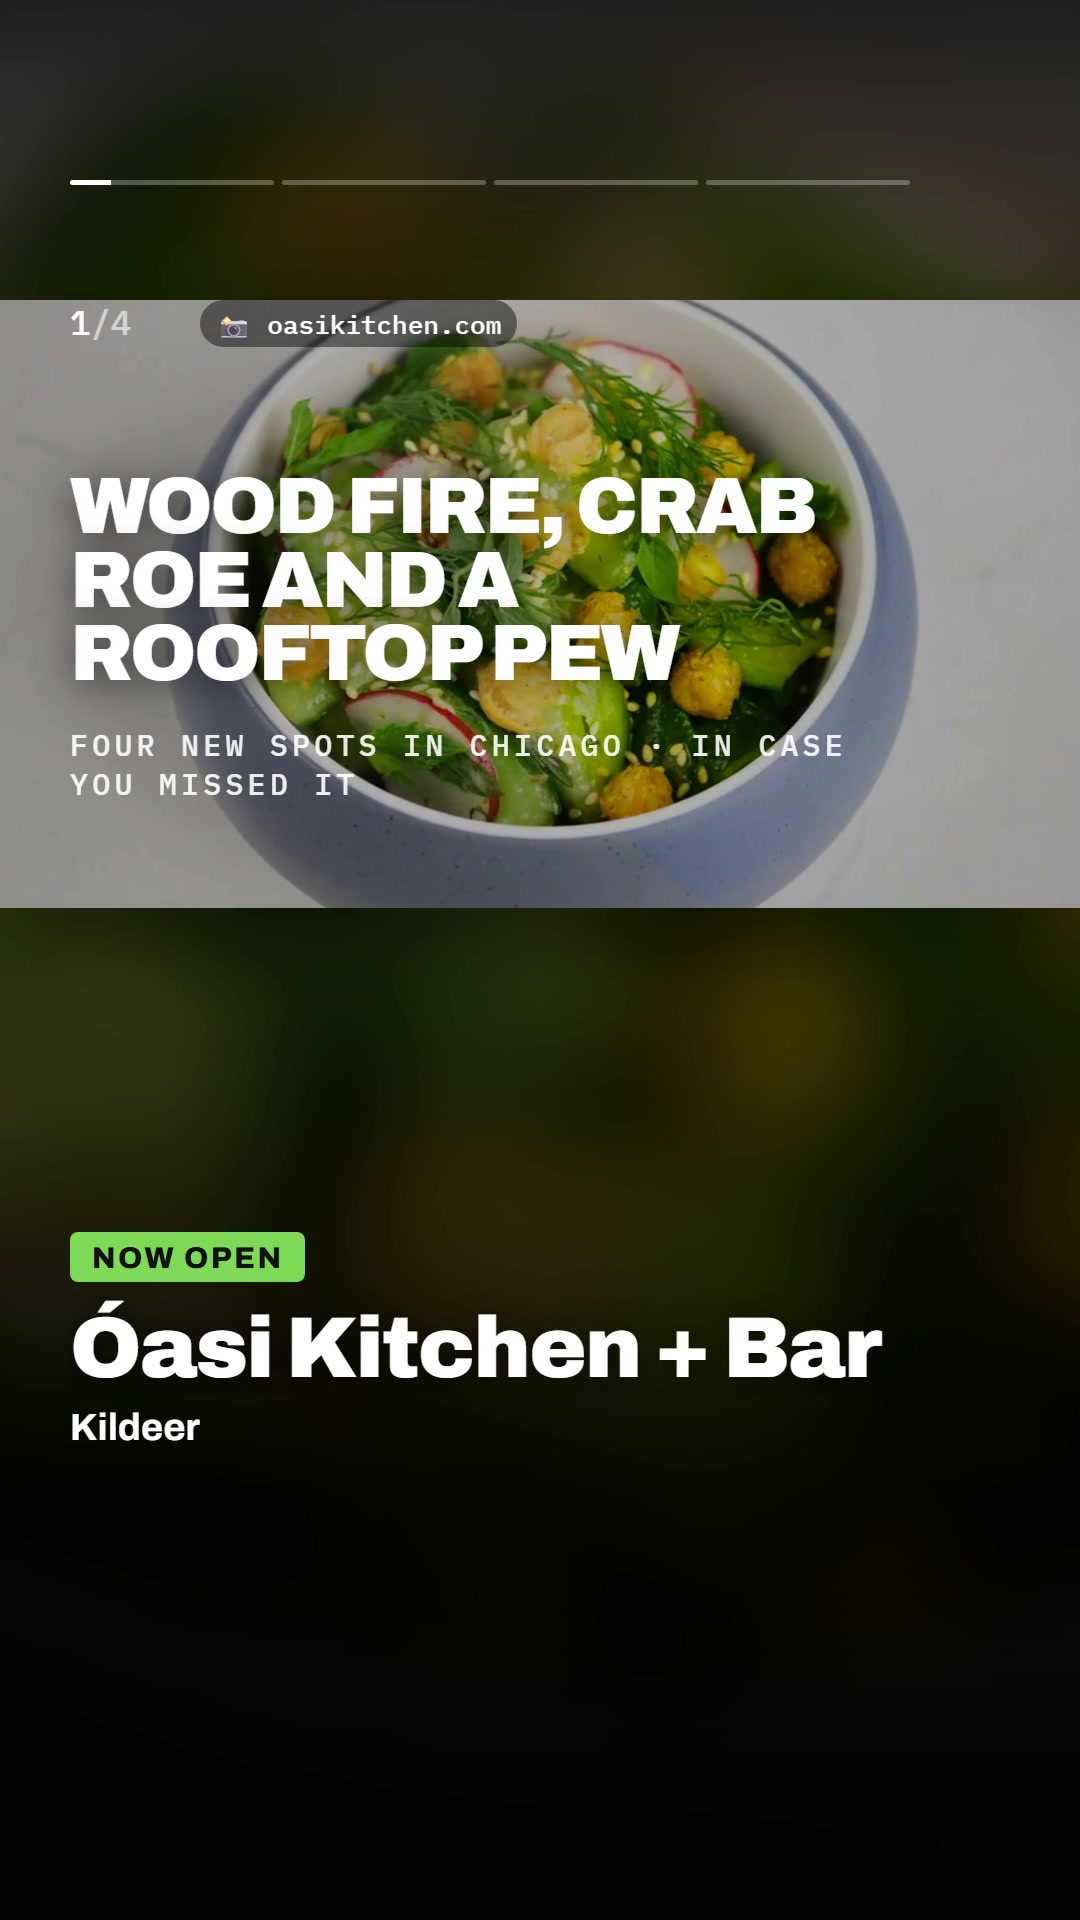 1/4
oasikitchen.com
WOOD FIRE, CRAB
ROE AND A
ROOFTOP PEW
FOUR NEW SPOTS IN CHICAGO · IN CASE
YOU MISSED IT
NOW OPEN
Óasi Kitchen + Bar
Kildeer